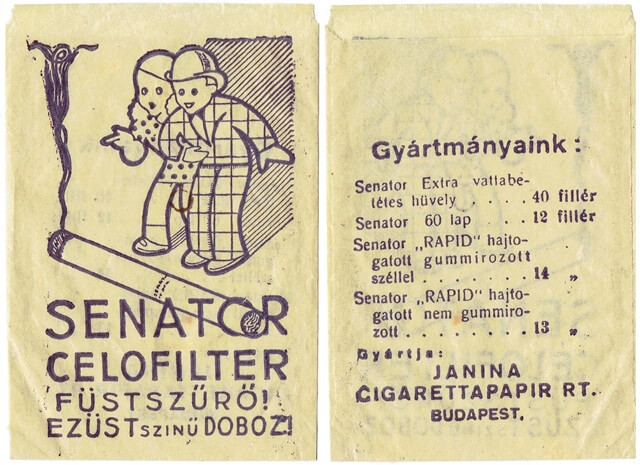 SENATOR
CELOFILTER
FÜSTSZŰRŐ!
EZÜSTSZINŰ DOBOZ!
Gyártmányaink:
Senator Extra vattabe-
tétes hüvely . . . . 40 fillér
Senator 60 lap . . 12 fillér
Senator „RAPID” hajto-
gatott gummirozott
széllel . . . . . . . 14 „
Senator „RAPID” hajto-
gatott nem gummiro-
zott . . . . . . . . 13 „
Gyártja:
JANINA
CIGARETTAPAPIR RT.
BUDAPEST.